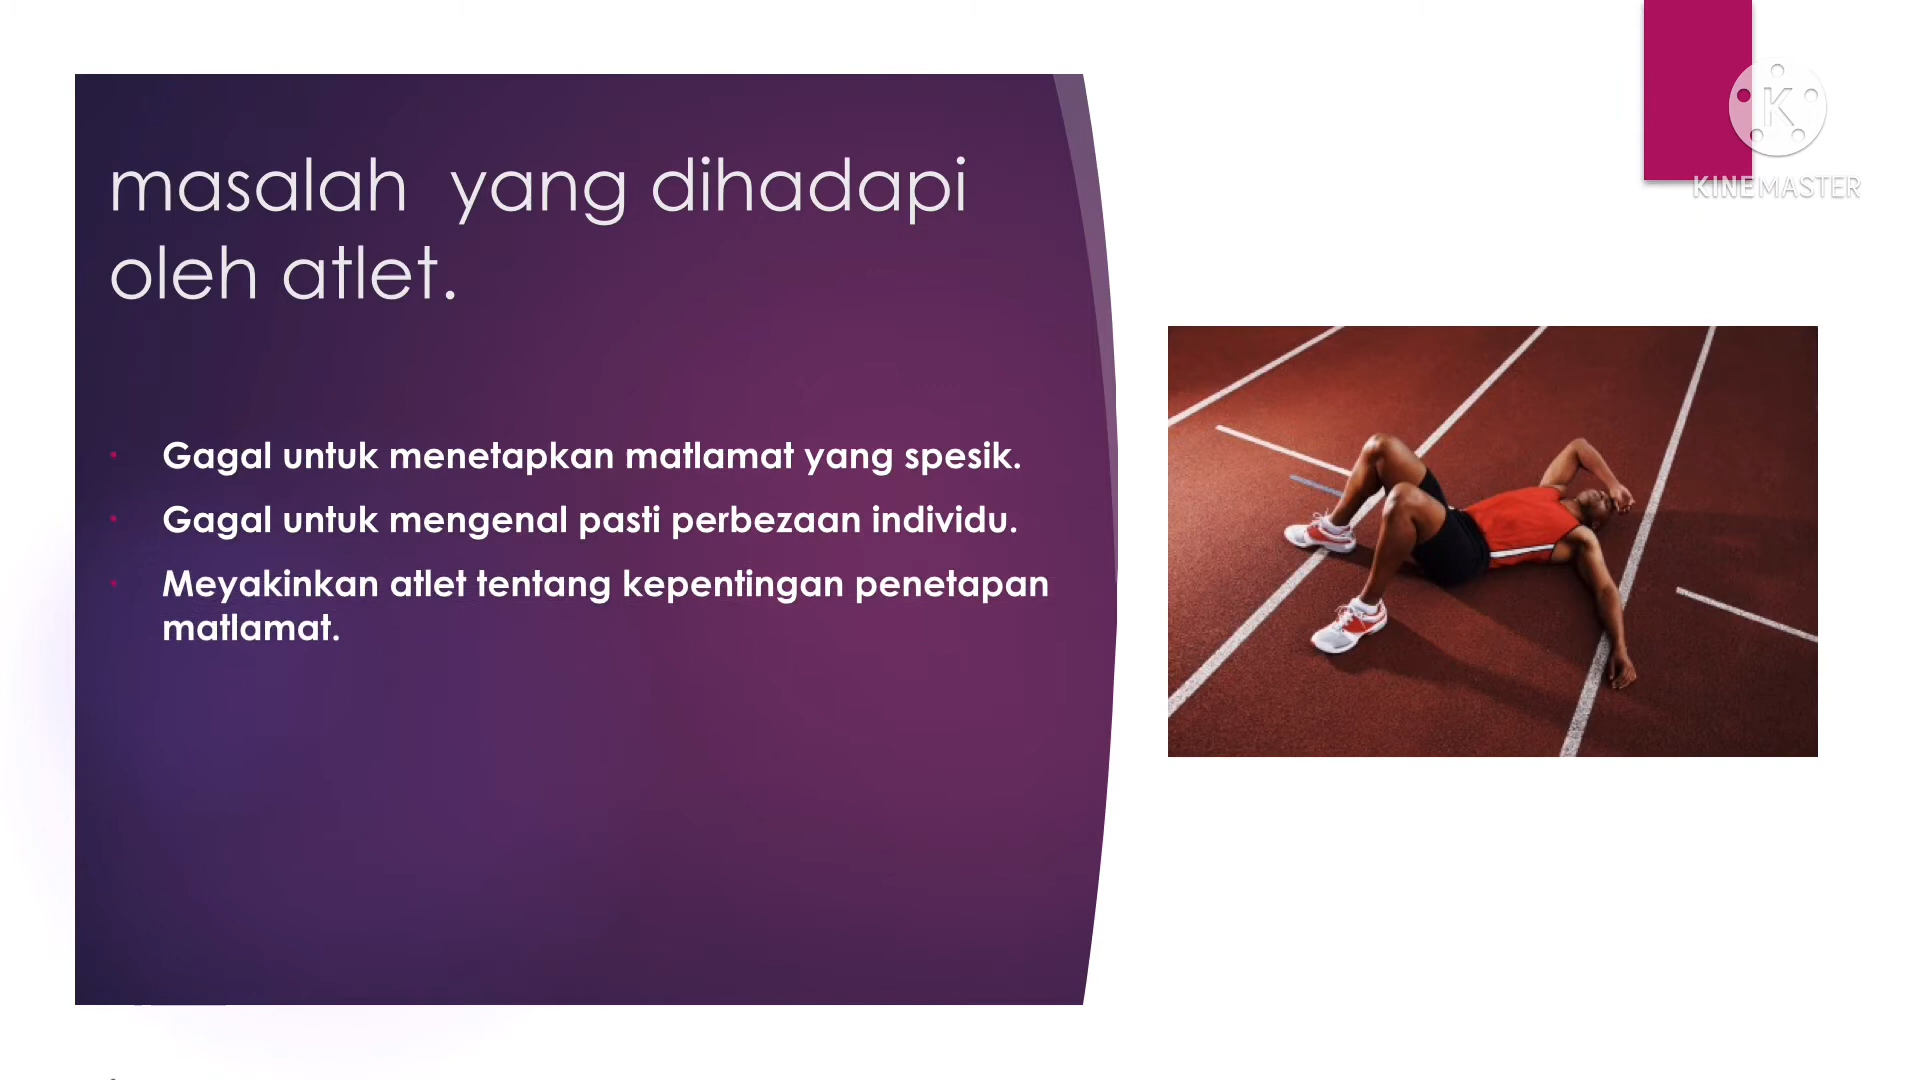 masalah  yang dihadapi
oleh atlet.
Gagal untuk menetapkan matlamat yang spesik.
Gagal untuk mengenal pasti perbezaan individu.
Meyakinkan atlet tentang kepentingan penetapan
matlamat.
K
KINEMASTER